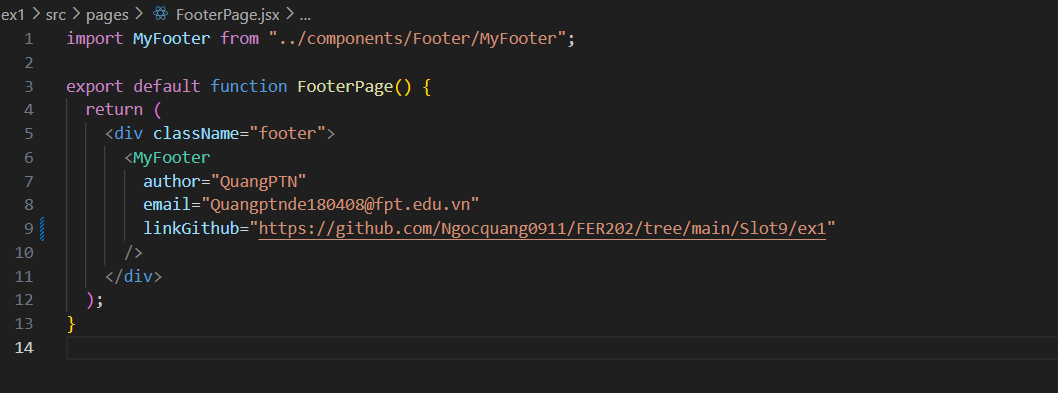 ex1 > src > pages > FooterPage.jsx > ...
1 import MyFooter from "../components/Footer/MyFooter";
2
3 export default function FooterPage() {
4   return (
5     <div className="footer">
6       <MyFooter
7         author="QuangPTN"
8         email="Quangptnde180408@fpt.edu.vn"
9         linkGithub="https://github.com/Ngocquang0911/FER202/tree/main/Slot9/ex1"
10       />
11     </div>
12   );
13 }
14